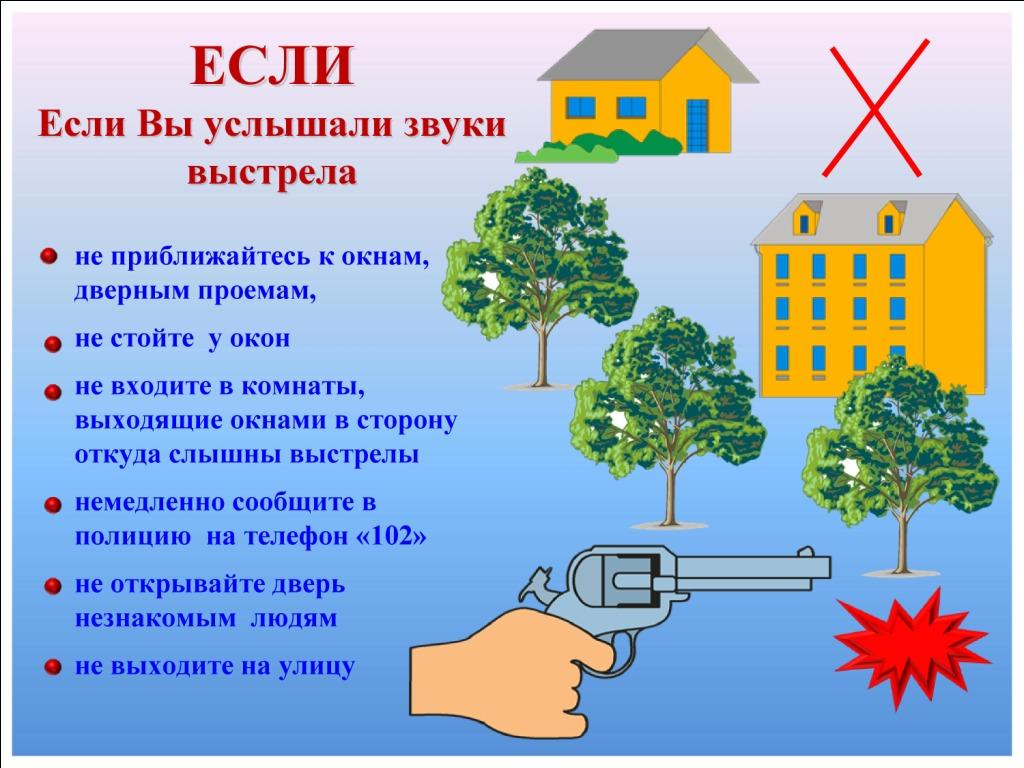 ЕСЛИ
Если Вы услышали звуки
выстрела
не приближайтесь к окнам,
дверным проемам,
не стойте у окон
не входите в комнаты,
выходящие окнами в сторону
откуда слышны выстрелы
немедленно сообщите в
полицию на телефон «102»
не открывайте дверь
незнакомым людям
не выходите на улицу